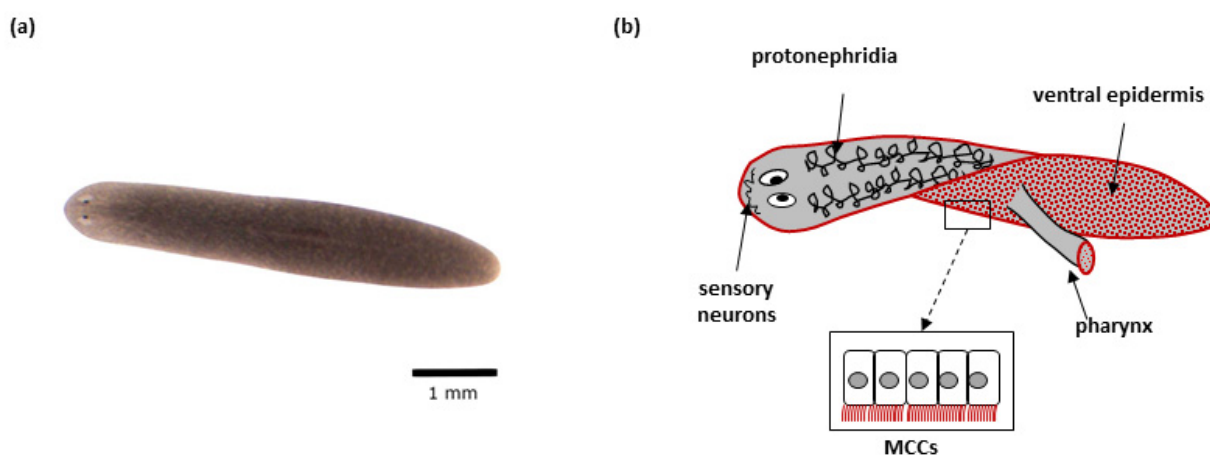 (a)
1 mm
(b)
protonephridia
ventral epidermis
sensory
neurons
pharynx
MCCs